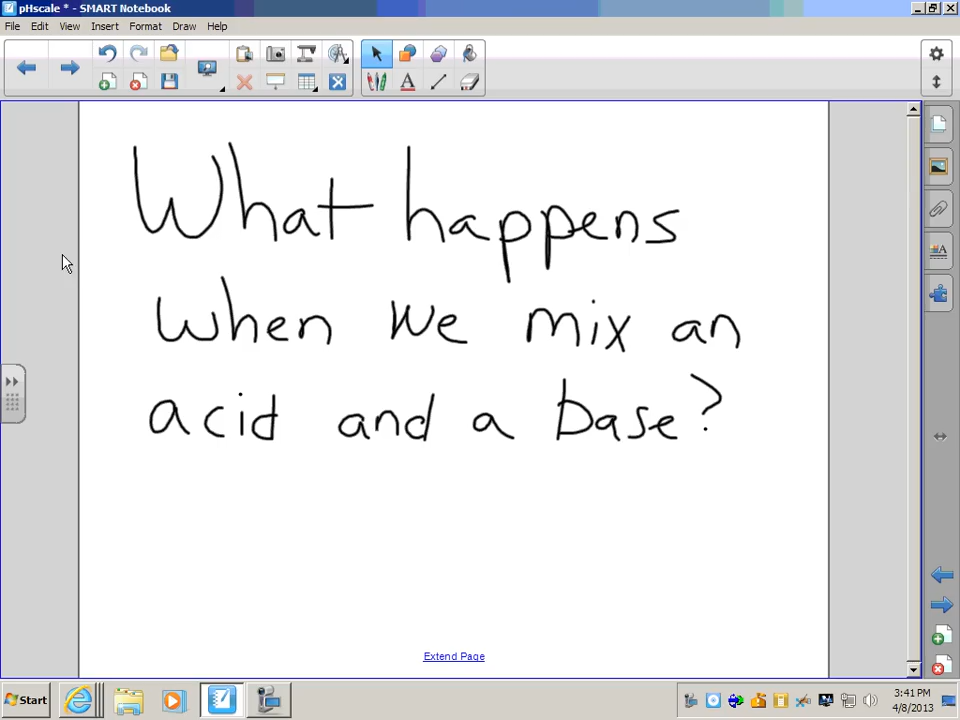 pHscale * - SMART Notebook
File Edit View Insert Format Draw Help
What happens
when we mix an
acid and a base?
Extend Page
Start
3:41 PM
4/8/2013